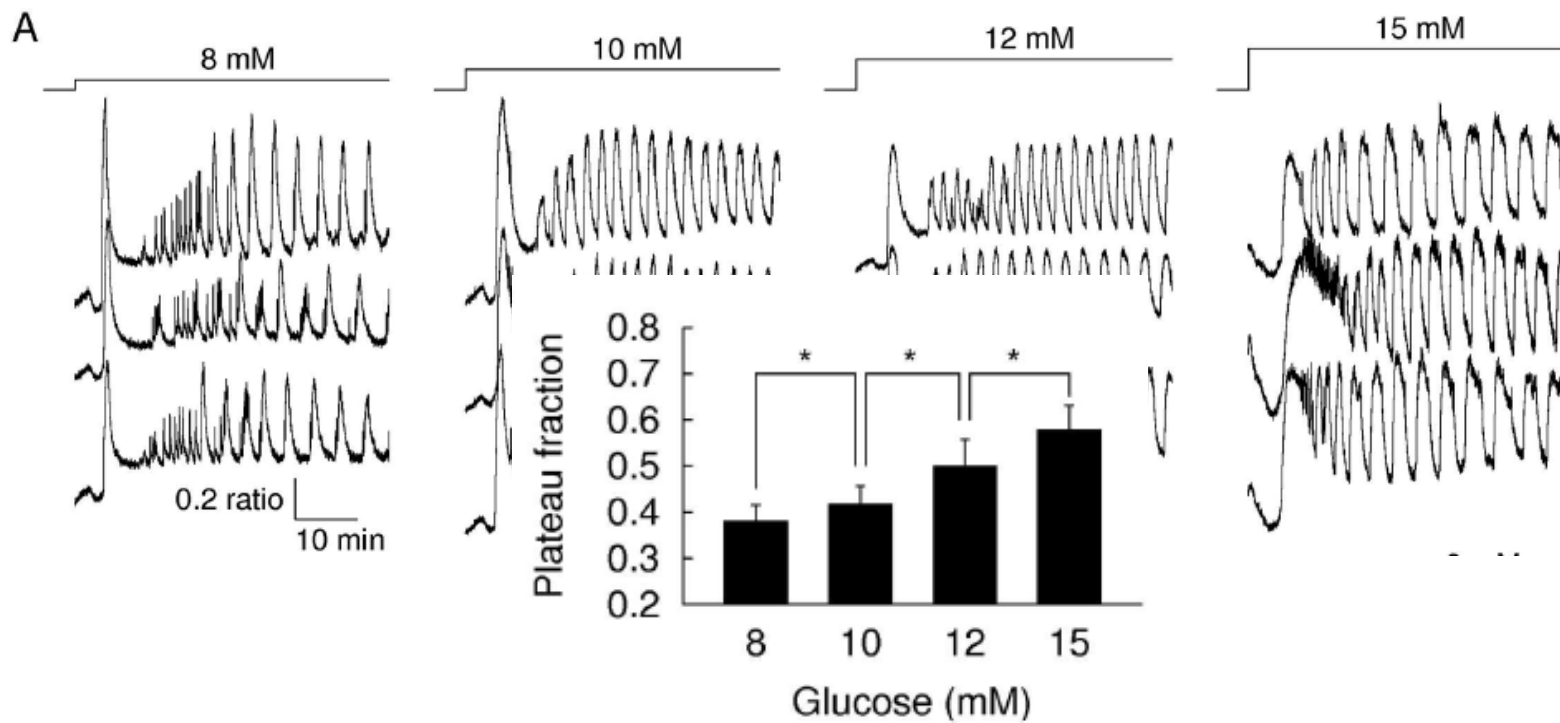 A
8 mM
10 mM
12 mM
15 mM
0.2 ratio
10 min
Plateau fraction
0.8
0.7
0.6
0.5
0.4
0.3
0.2
* * *
8 10 12 15
Glucose (mM)